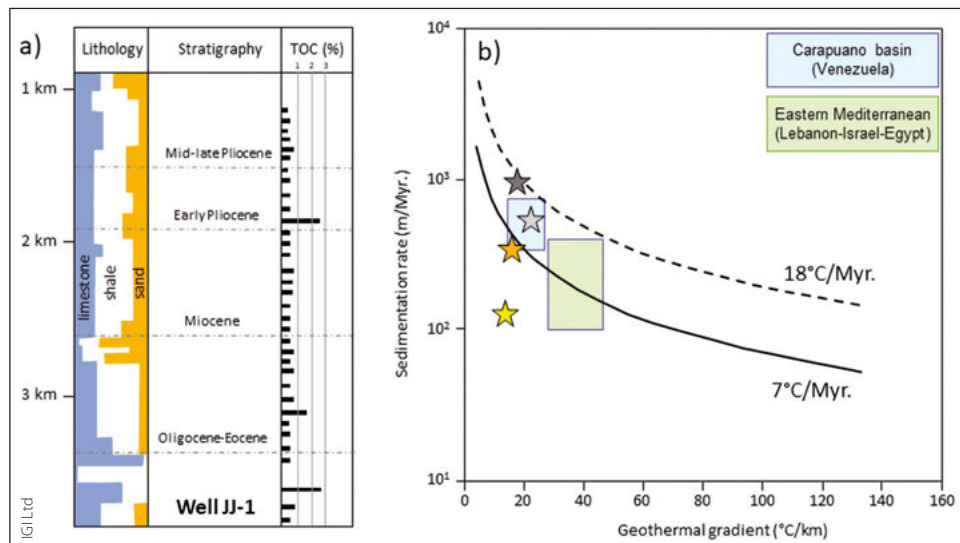 a)
Lithology
Stratigraphy
TOC (%)
1 2 3
1 km
Mid-late Pliocene
Early Pliocene
2 km
limestone
shale
sand
Miocene
3 km
Oligocene-Eocene
Well JJ-1
IGI Ltd
b)
Carapuano basin
(Venezuela)
Eastern Mediterranean
(Lebanon-Israel-Egypt)
Sedimentation rate (m/Myr.)
10⁴
10³
10²
10¹
18°C/Myr.
7°C/Myr.
0 20 40 60 80 100 120 140 160
Geothermal gradient (°C/km)